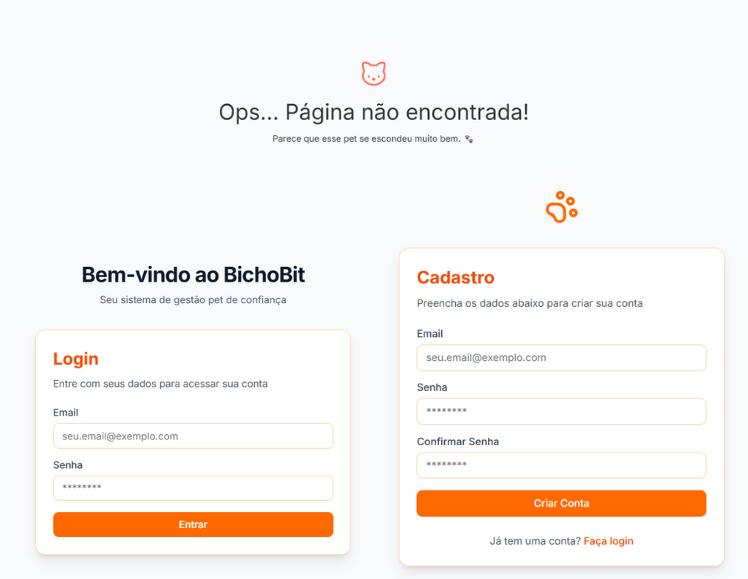 Ops... Página não encontrada!
Parece que esse pet se escondeu muito bem. 🐾
Bem-vindo ao BichoBit
Seu sistema de gestão pet de confiança
Login
Entre com seus dados para acessar sua conta
Email
seu.email@exemplo.com
Senha
********
Entrar
Cadastro
Preencha os dados abaixo para criar sua conta
Email
seu.email@exemplo.com
Senha
********
Confirmar Senha
********
Criar Conta
Já tem uma conta? Faça login